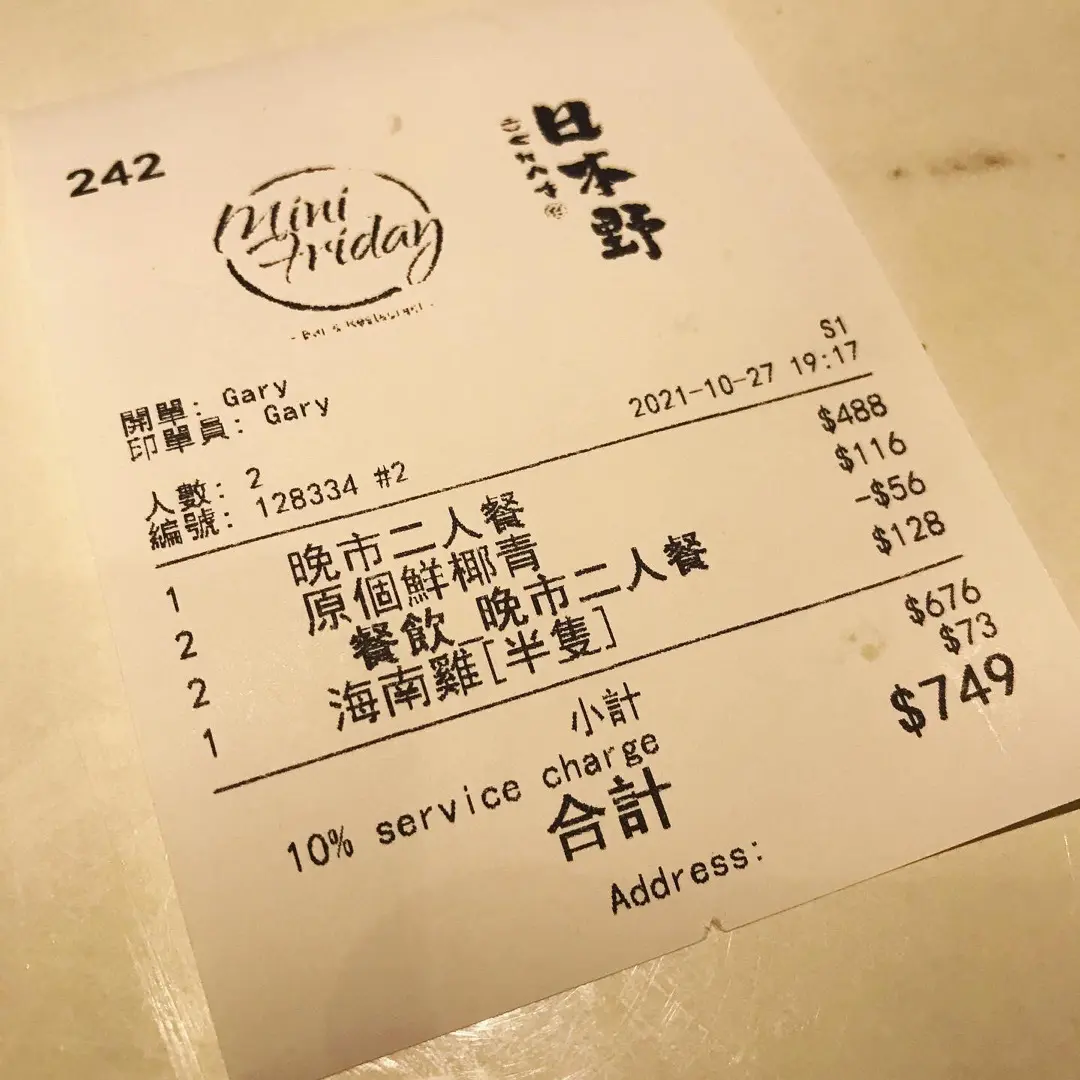 242
Mini
Friday
- Bar & Restaurant -
日本野
S1
開單: Gary
印單員: Gary 2021-10-27 19:17
人數: 2
編號: 128334 #2
1 晚市二人餐 $488
2 原個鮮椰青 $116
2 餐飲_晚市二人餐 -$56
1 海南雞[半隻] $128
小計 $676
10% service charge $73
合計 $749
Address: